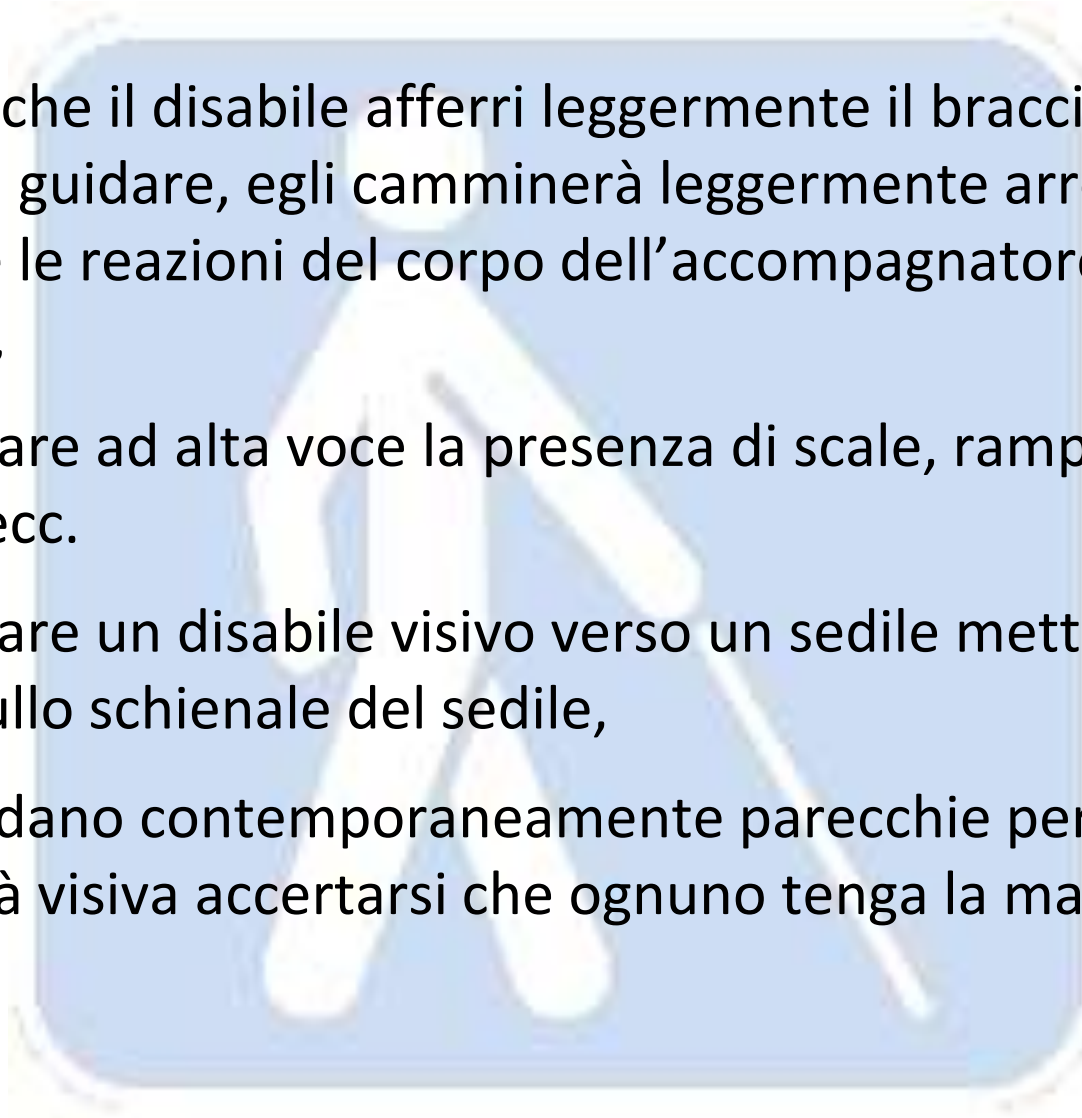 che il disabile afferri leggermente il bracci
guidare, egli camminerà leggermente arr
le reazioni del corpo dell’accompagnatore
,
are ad alta voce la presenza di scale, ramp
ecc.
are un disabile visivo verso un sedile mett
ullo schienale del sedile,
dano contemporaneamente parecchie per
à visiva accertarsi che ognuno tenga la ma